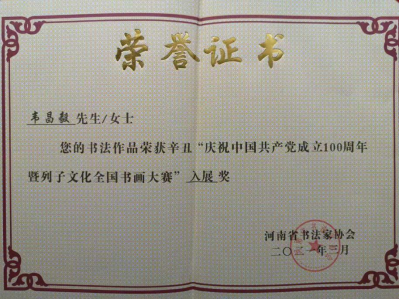 荣誉证书
韦昌敖 先生/女士
您的书法作品荣获辛丑“庆祝中国共产党成立100周年
暨列子文化全国书画大赛”入展奖
河南省书法家协会
二〇二一年三月